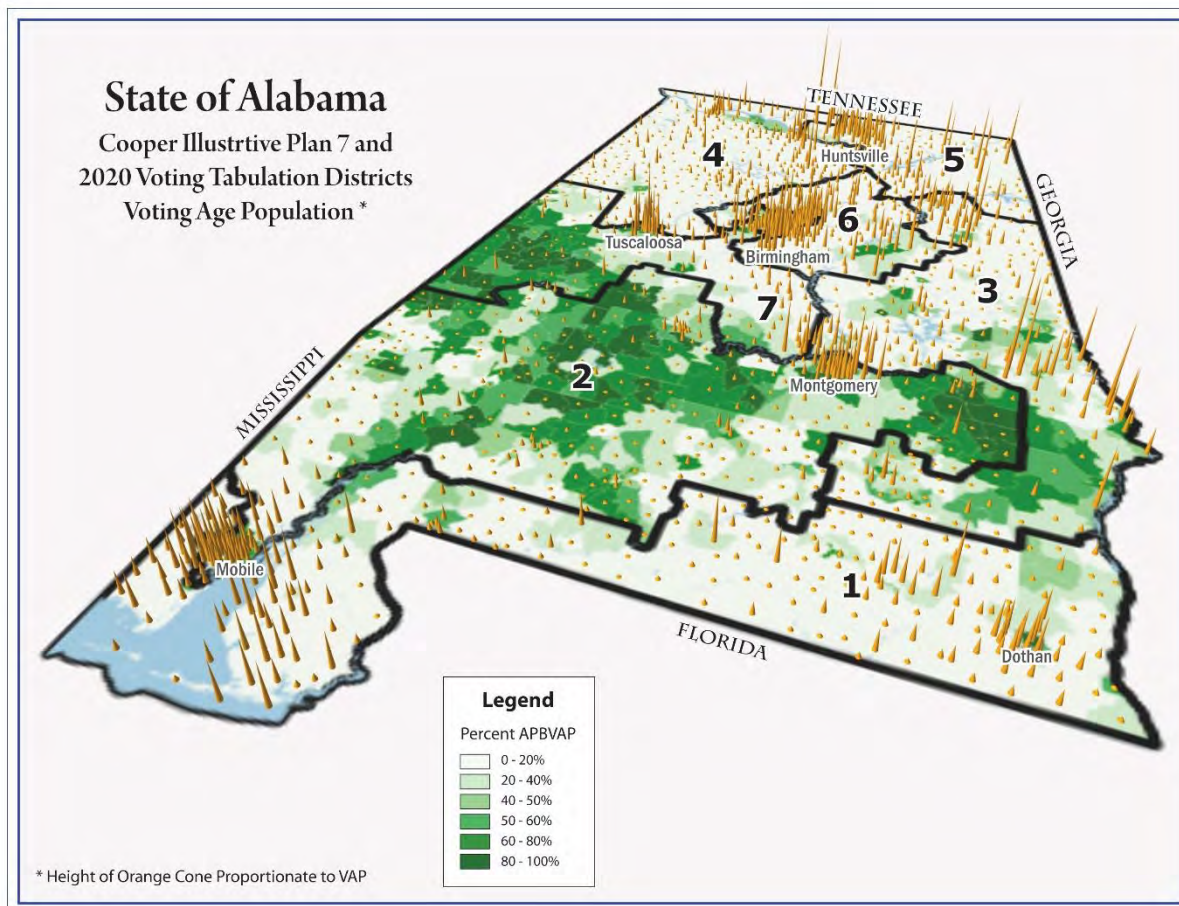 State of Alabama
Cooper Illustrtive Plan 7 and
2020 Voting Tabulation Districts
Voting Age Population *
TENNESSEE
4
Huntsville
5
GEORGIA
6
Tuscaloosa
Birmingham
3
7
MISSISSIPPI
2
Montgomery
Mobile
1
FLORIDA
Dothan
Legend
Percent APBVAP
0 - 20%
20 - 40%
40 - 50%
50 - 60%
60 - 80%
80 - 100%
* Height of Orange Cone Proportionate to VAP